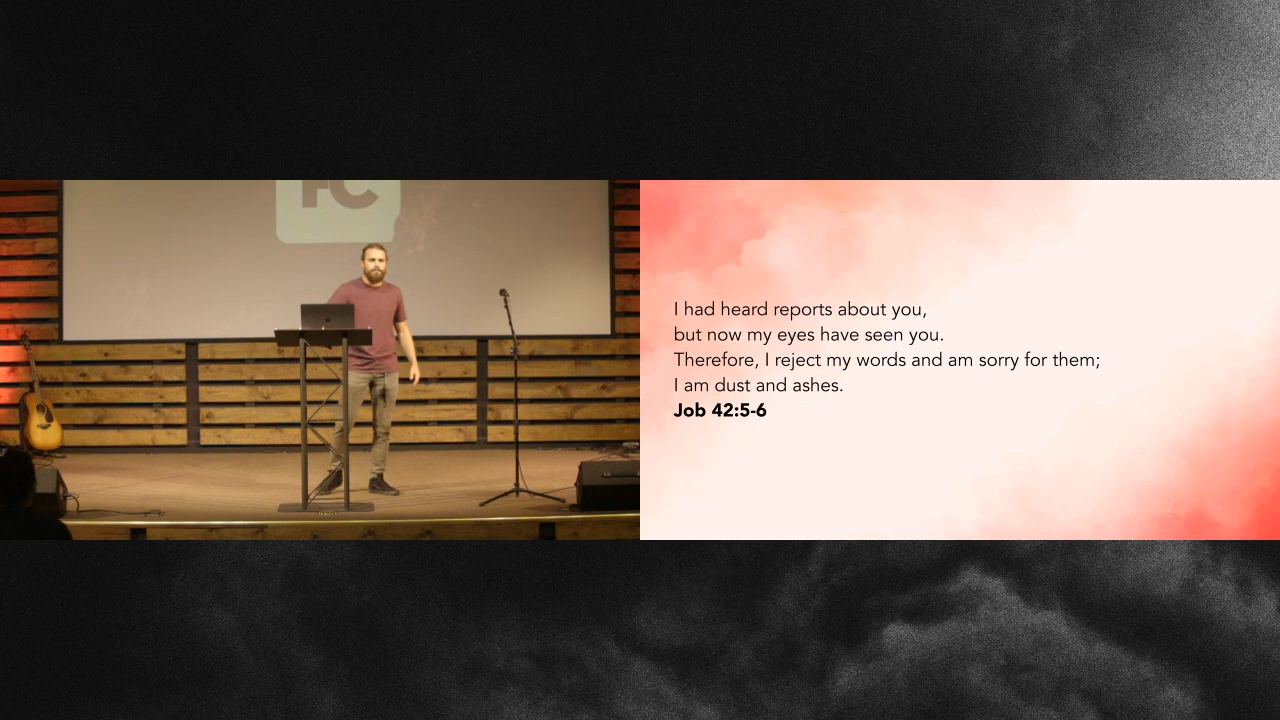 FC
I had heard reports about you,
but now my eyes have seen you.
Therefore, I reject my words and am sorry for them;
I am dust and ashes.
Job 42:5-6